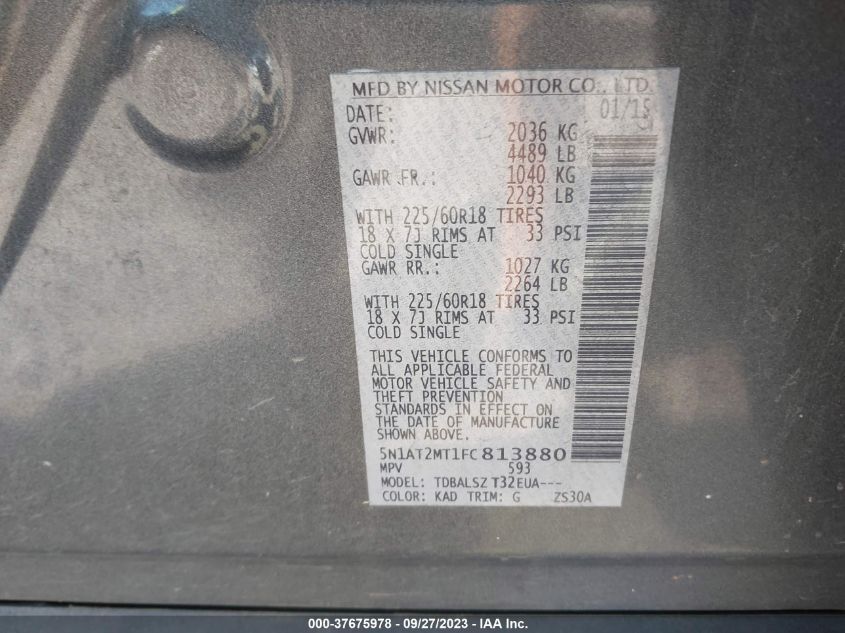 MFD BY NISSAN MOTOR CO., LTD.
DATE: 01/15
GVWR: 2036 KG
4489 LB
GAWR FR.: 1040 KG
2293 LB
WITH 225/60R18 TIRES
18 X 7J RIMS AT 33 PSI
COLD SINGLE
GAWR RR.: 1027 KG
2264 LB
WITH 225/60R18 TIRES
18 X 7J RIMS AT 33 PSI
COLD SINGLE
THIS VEHICLE CONFORMS TO
ALL APPLICABLE FEDERAL
MOTOR VEHICLE SAFETY AND
THEFT PREVENTION
STANDARDS IN EFFECT ON
THE DATE OF MANUFACTURE
SHOWN ABOVE.
5N1AT2MT1FC813880
MPV 593
MODEL: TDBALSZ T32EUA---
COLOR: KAD TRIM: G ZS30A
000-37675978 - 09/27/2023 - IAA Inc.